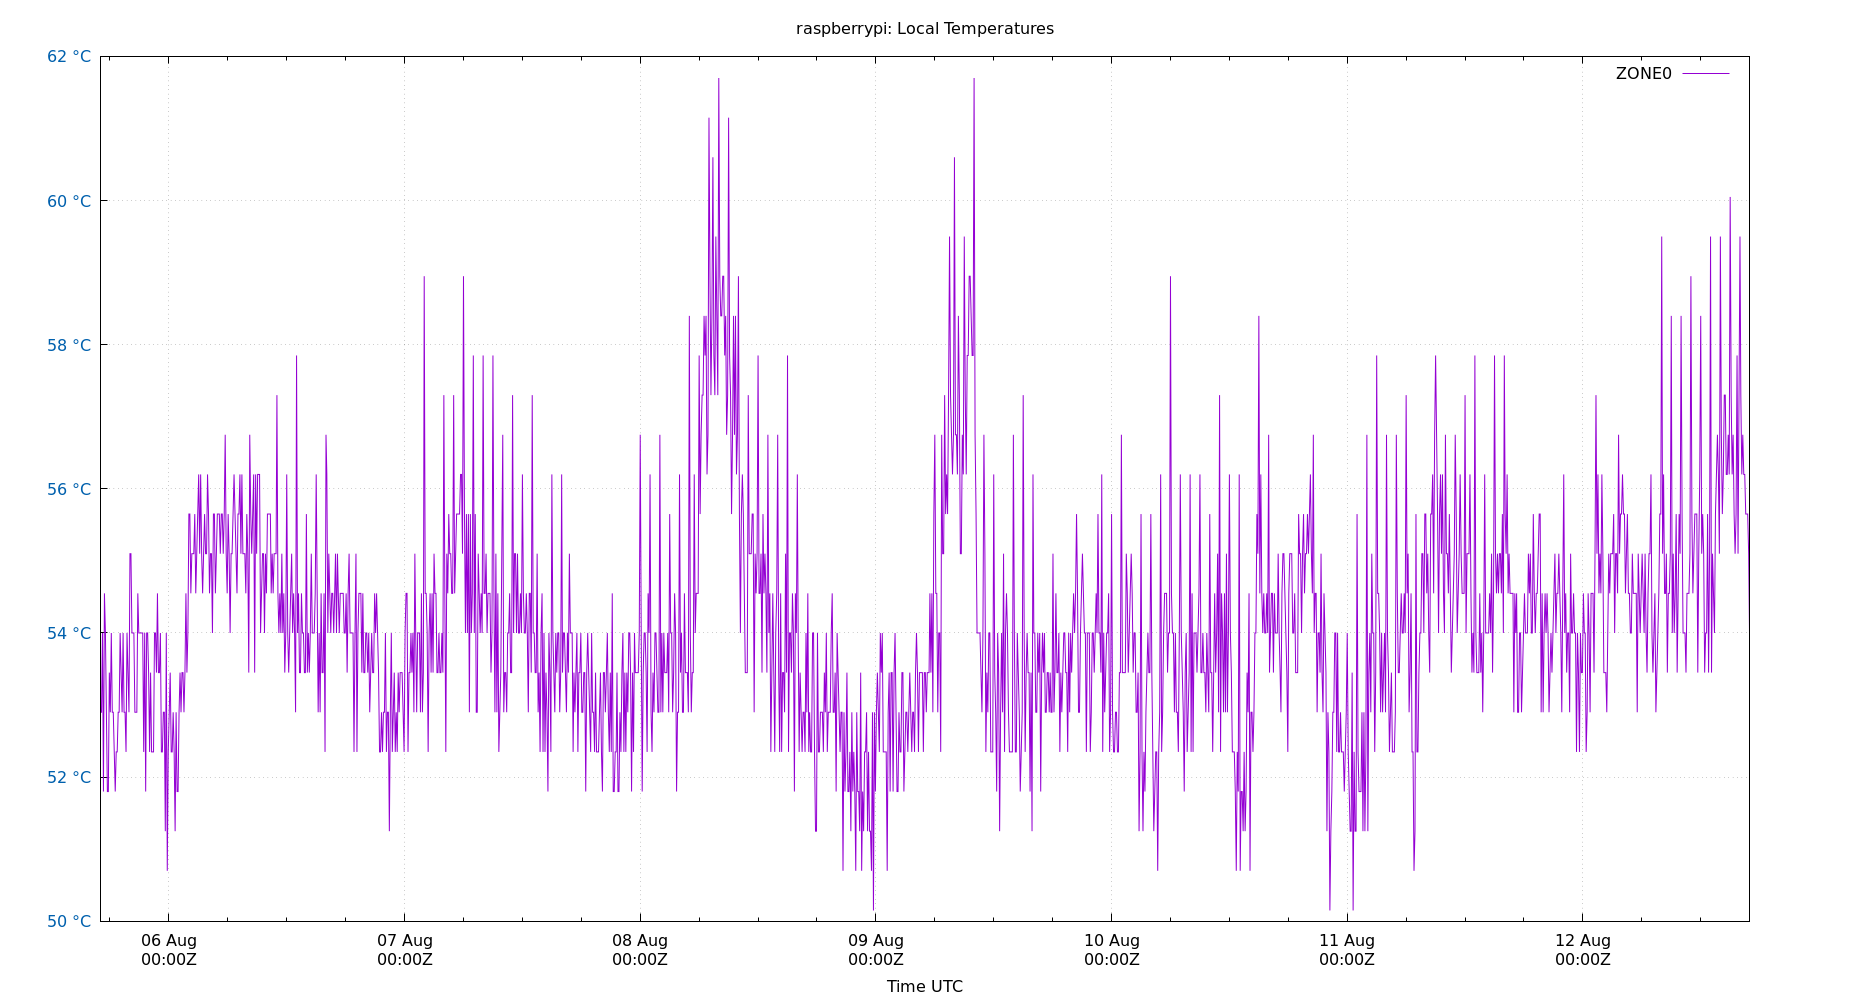 raspberrypi: Local Temperatures
62 °C
ZONE0
60 °C
58 °C
56 °C
54 °C
52 °C
50 °C
06 Aug 07 Aug 08 Aug 09 Aug 10 Aug 11 Aug 12 Aug
00:00Z 00:00Z 00:00Z 00:00Z 00:00Z 00:00Z 00:00Z
Time UTC